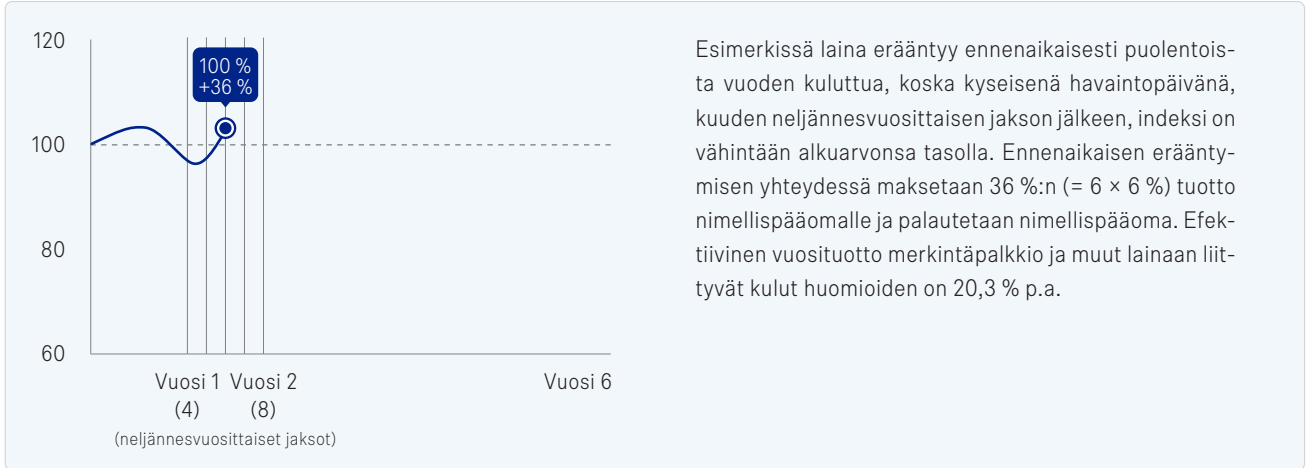 120
100 %
+36 %
100
80
60
Vuosi 1 Vuosi 2 Vuosi 6
(4) (8)
(neljännesvuosittaiset jaksot)
Esimerkissä laina erääntyy ennenaikaisesti puolentois-
ta vuoden kuluttua, koska kyseisenä havaintopäivänä,
kuuden neljännesvuosittaisen jakson jälkeen, indeksi on
vähintään alkuarvonsa tasolla. Ennenaikaisen eräänty-
misen yhteydessä maksetaan 36 %:n (= 6 × 6 %) tuotto
nimellispääomalle ja palautetaan nimellispääoma. Efek-
tiivinen vuosituotto merkintäpalkkio ja muut lainaan liit-
tyvät kulut huomioiden on 20,3 % p.a.